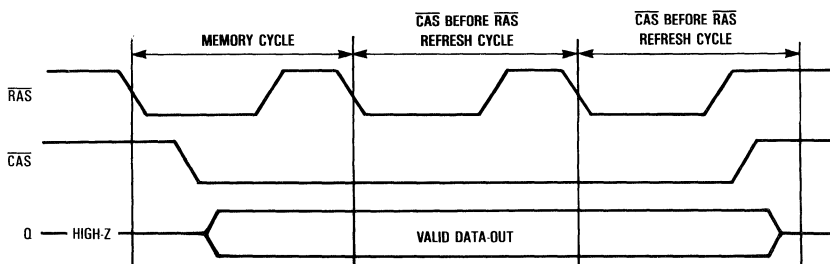 MEMORY CYCLE
CAS BEFORE RAS
REFRESH CYCLE
CAS BEFORE RAS
REFRESH CYCLE
RAS
CAS
Q
HIGH-Z
VALID DATA-OUT